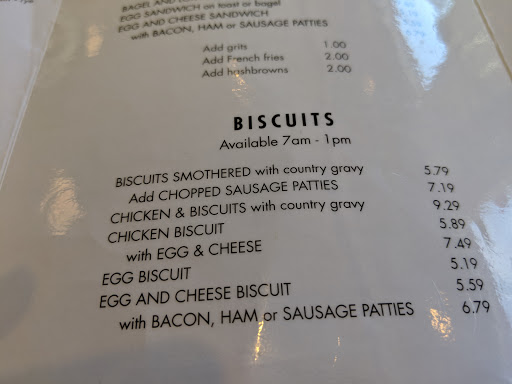 BAGEL AND
EGG SANDWICH on toast or bagel
EGG AND CHEESE SANDWICH
with BACON, HAM or SAUSAGE PATTIES
Add grits 1.00
Add French fries 2.00
Add hashbrowns 2.00
BISCUITS
Available 7am - 1pm
BISCUITS SMOTHERED with country gravy 5.79
Add CHOPPED SAUSAGE PATTIES 7.19
CHICKEN & BISCUITS with country gravy 9.29
CHICKEN BISCUIT 5.89
with EGG & CHEESE 7.49
EGG BISCUIT 5.19
EGG AND CHEESE BISCUIT 5.59
with BACON, HAM or SAUSAGE PATTIES 6.79